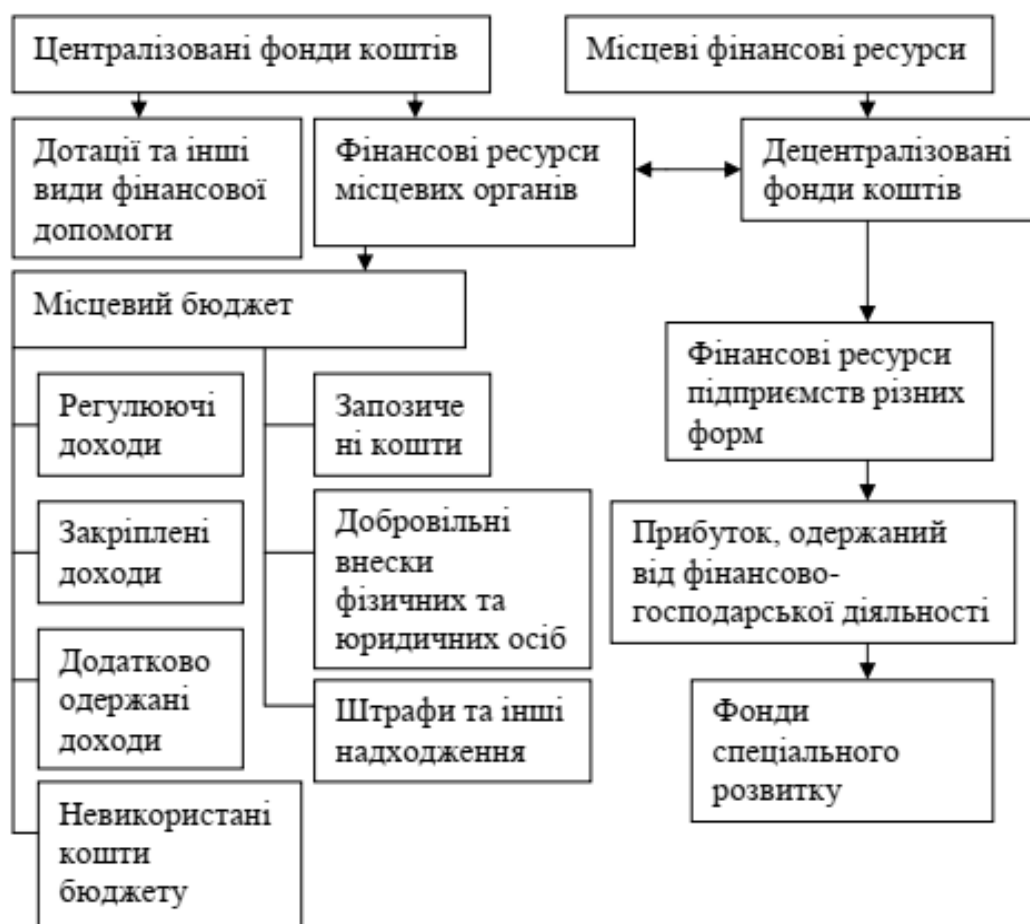 Централізовані фонди коштів
Місцеві фінансові ресурси
Дотації та інші
види фінансової
допомоги
Фінансові ресурси
місцевих органів
Децентралізовані
фонди коштів
Місцевий бюджет
Фінансові ресурси
підприємств різних
форм
Регулюючі
доходи
Запозиче
ні кошти
Закріплені
доходи
Добровільні
внески
фізичних та
юридичних осіб
Прибуток, одержаний
від фінансово-
господарської діяльності
Додатково
одержані
доходи
Штрафи та інші
надходження
Фонди
спеціального
розвитку
Невикористані
кошти
бюджету